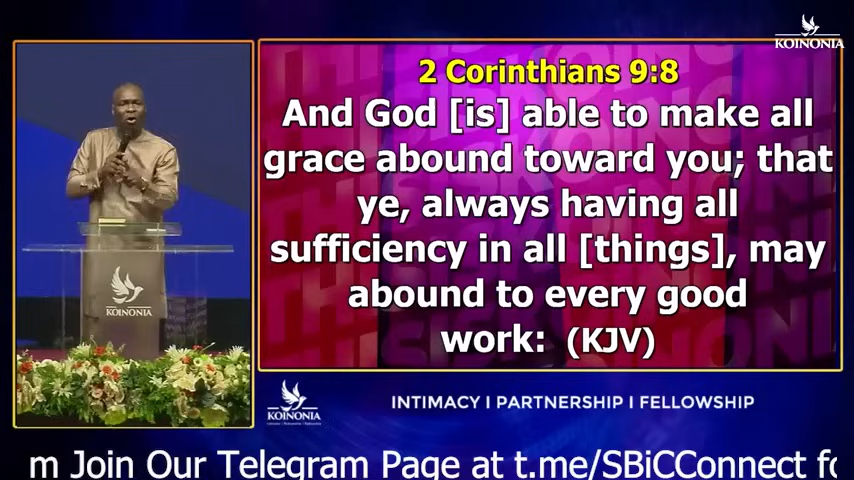 KOINONIA
2 Corinthians 9:8
And God [is] able to make all
grace abound toward you; that
ye, always having all
sufficiency in all [things], may
abound to every good
work: (KJV)
KOINONIA
KOINONIA
INTIMACY I PARTNERSHIP I FELLOWSHIP
m Join Our Telegram Page at t.me/SBiCConnect fo